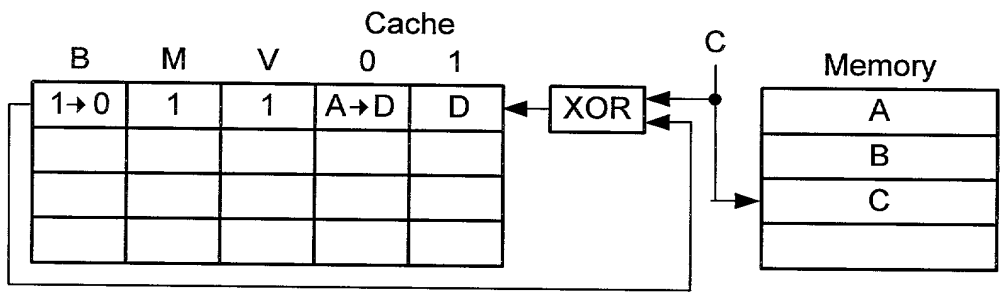 Cache
B M V 0 1
C
Memory
1→0 1 1 A→D D
XOR
A
B
C